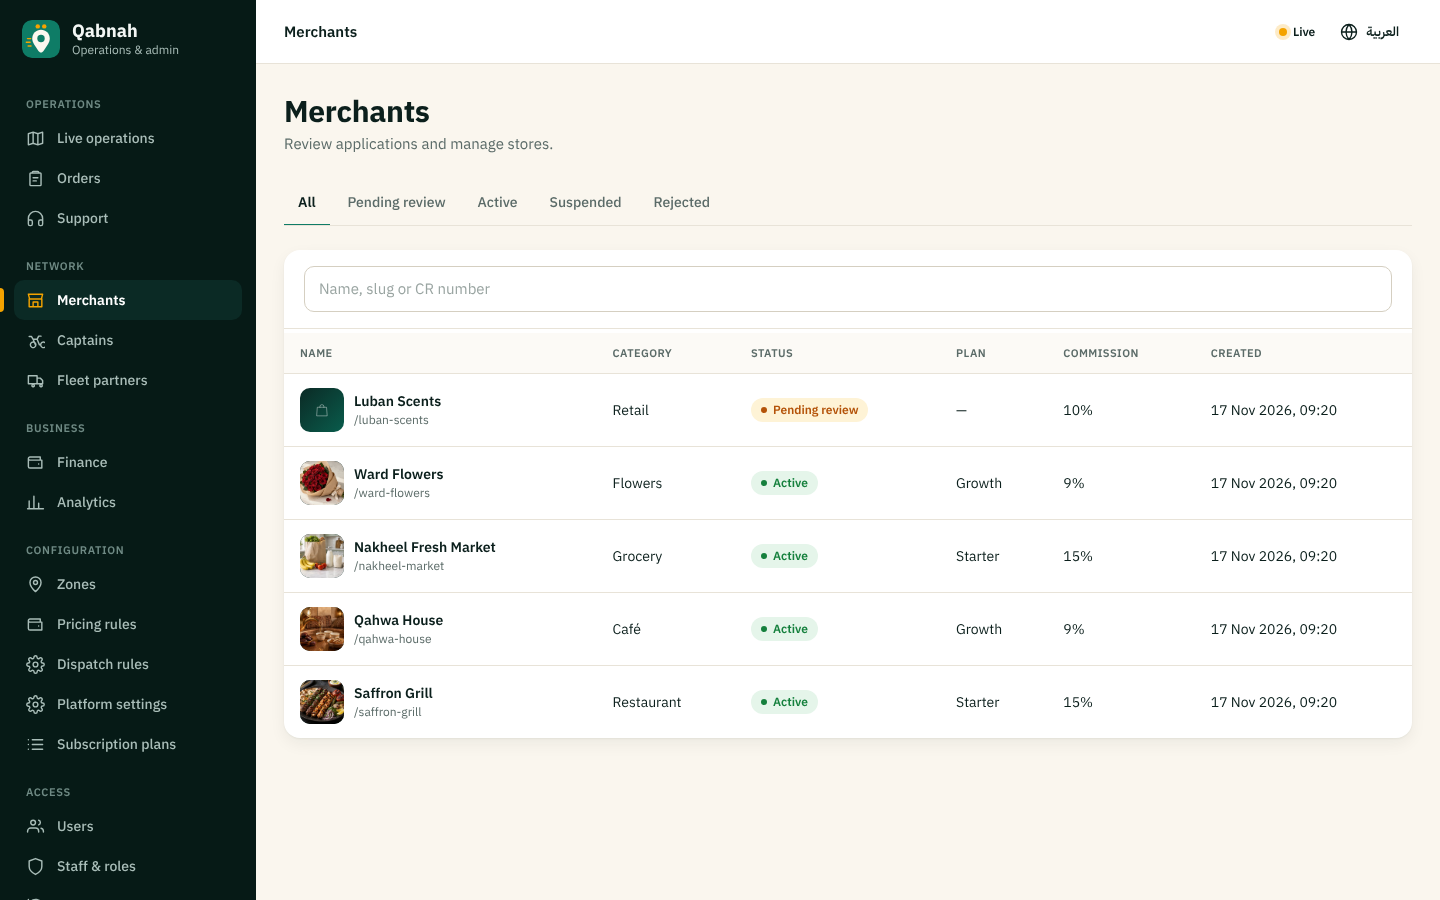 Qabnah
Operations & admin
OPERATIONS
Live operations
Orders
Support
NETWORK
Merchants
Captains
Fleet partners
BUSINESS
Finance
Analytics
CONFIGURATION
Zones
Pricing rules
Dispatch rules
Platform settings
Subscription plans
ACCESS
Users
Staff & roles
Merchants
Live
العربية
Merchants
Review applications and manage stores.
All Pending review Active Suspended Rejected
Name, slug or CR number
NAME CATEGORY STATUS PLAN COMMISSION CREATED
Luban Scents
/luban-scents
Retail Pending review — 10% 17 Nov 2026, 09:20
Ward Flowers
/ward-flowers
Flowers Active Growth 9% 17 Nov 2026, 09:20
Nakheel Fresh Market
/nakheel-market
Grocery Active Starter 15% 17 Nov 2026, 09:20
Qahwa House
/qahwa-house
Café Active Growth 9% 17 Nov 2026, 09:20
Saffron Grill
/saffron-grill
Restaurant Active Starter 15% 17 Nov 2026, 09:20